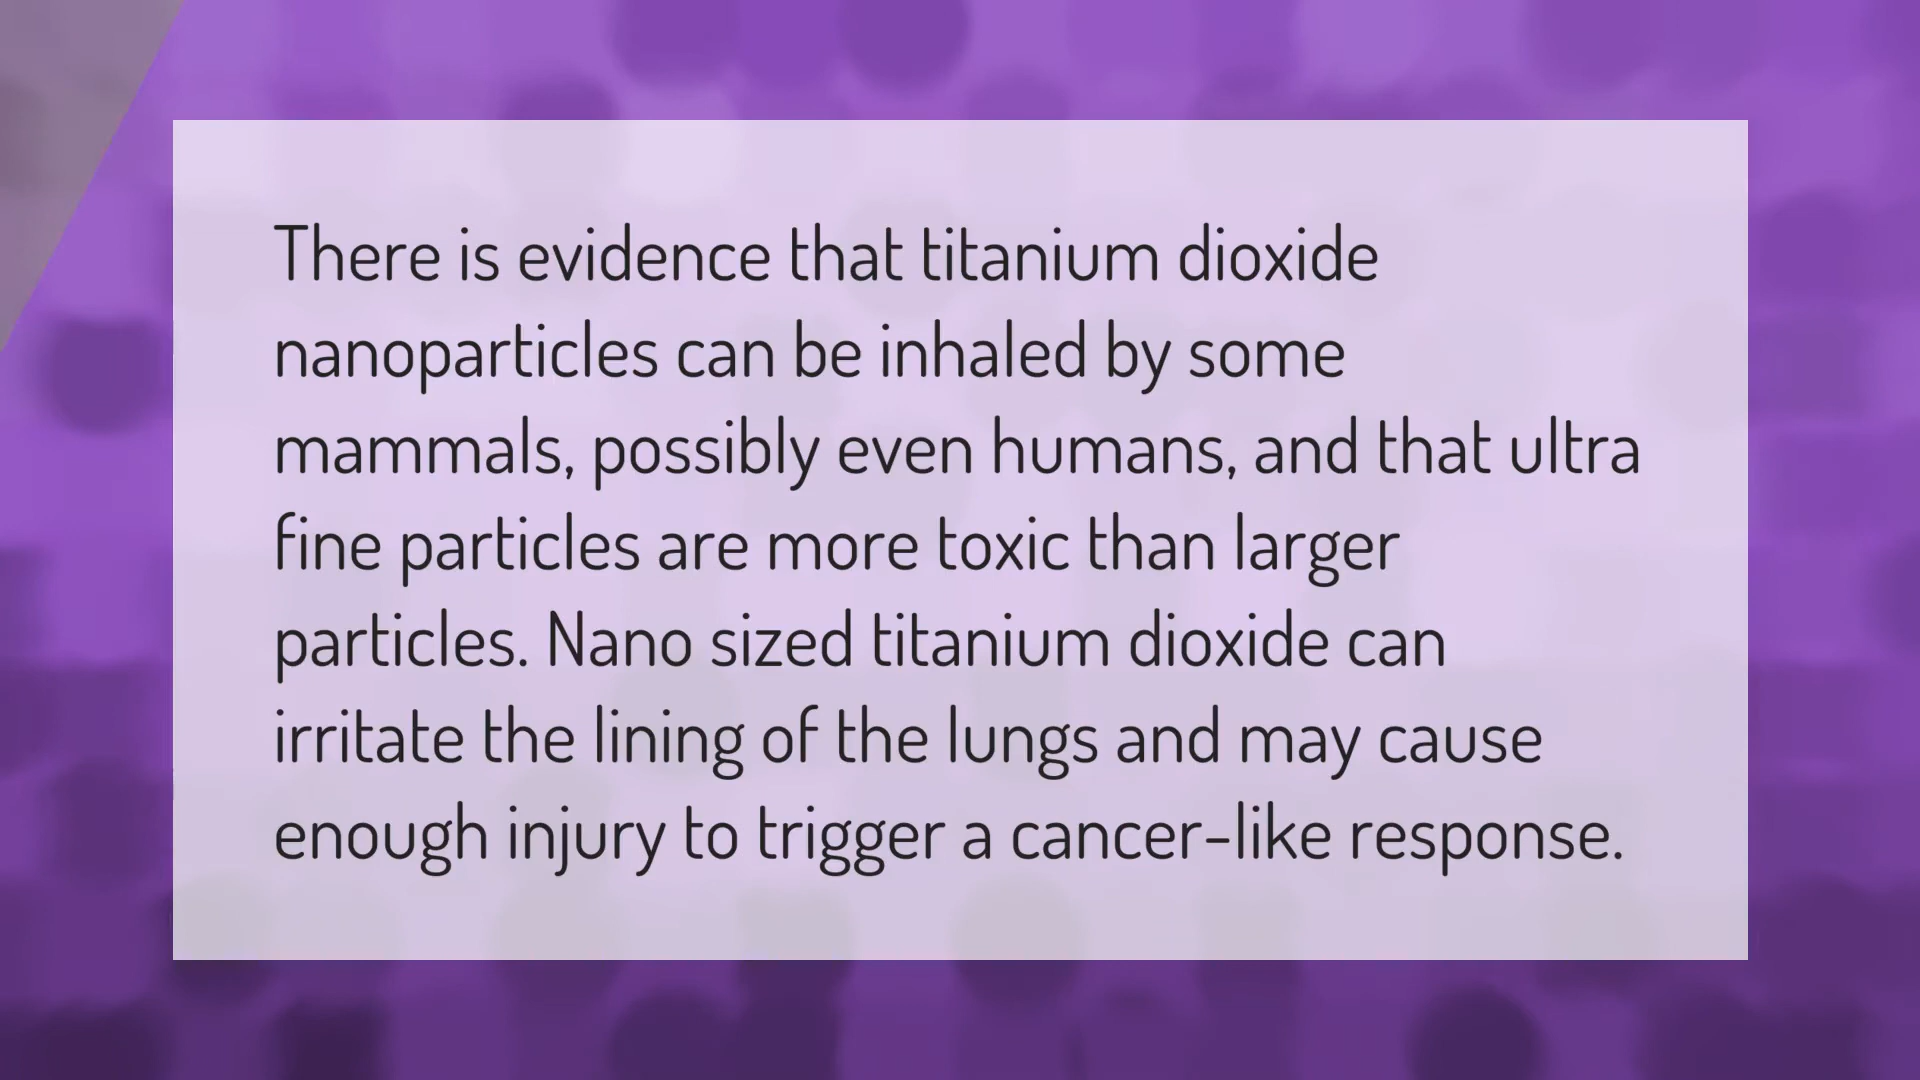 There is evidence that titanium dioxide
nanoparticles can be inhaled by some
mammals, possibly even humans, and that ultra
fine particles are more toxic than larger
particles. Nano sized titanium dioxide can
irritate the lining of the lungs and may cause
enough injury to trigger a cancer-like response.